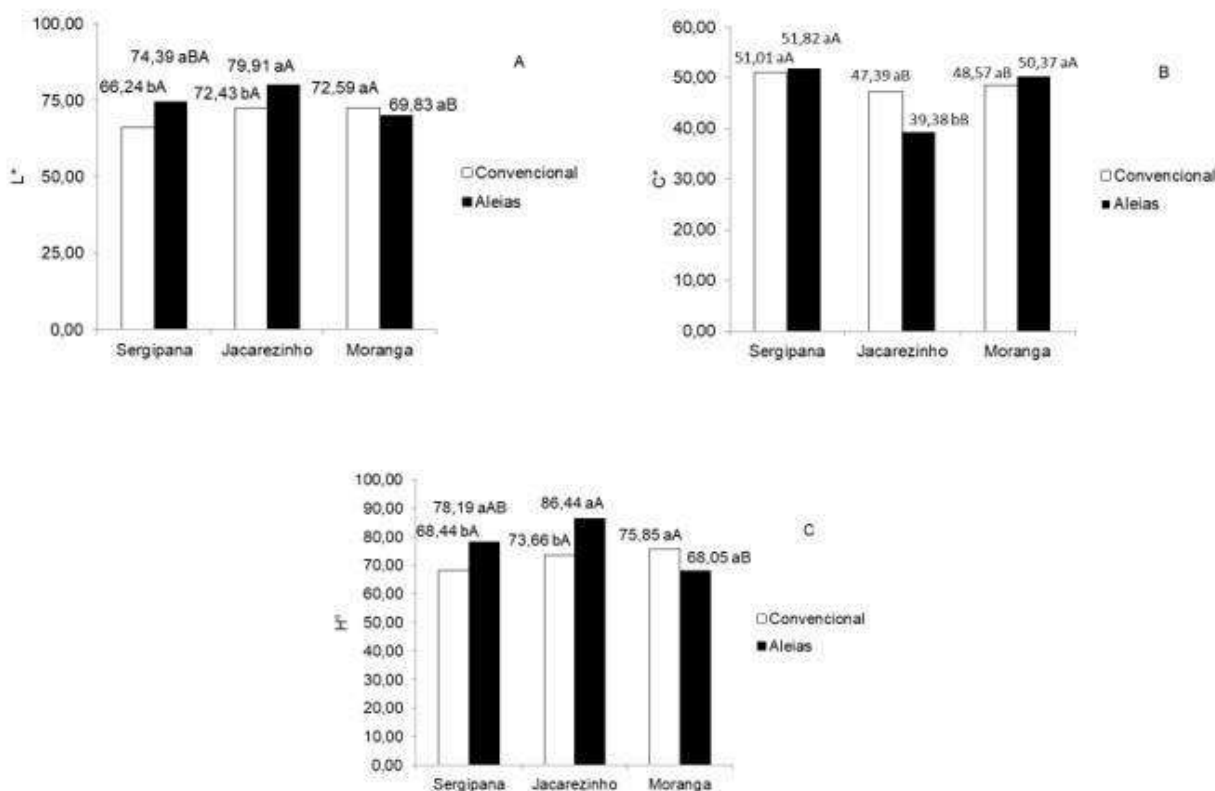 100,00
75,00
50,00
25,00
0,00
L*
74,39 aBA
66,24 bA
79,91 aA
72,43 bA
72,59 aA
69,83 aB
A
Convencional
Aleias
Sergipana
Jacarezinho
Moranga
60,00
50,00
40,00
30,00
20,00
10,00
0,00
C*
51,82 aA
51,01 aA
47,39 aB
39,38 bB
48,57 aB
50,37 aA
B
Convencional
Aleias
Sergipana
Jacarezinho
Moranga
100,00
90,00
80,00
70,00
60,00
50,00
40,00
30,00
20,00
10,00
0,00
H°
78,19 aAB
68,44 bA
86,44 aA
73,66 bA
75,85 aA
68,05 aB
C
Convencional
Aleias
Sergipana
Jacarezinho
Moranga